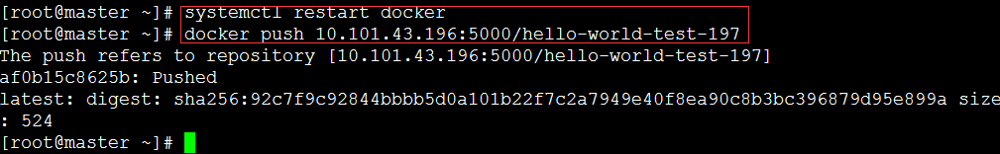 [root@master ~]# systemctl restart docker
[root@master ~]# docker push 10.101.43.196:5000/hello-world-test-197
The push refers to repository [10.101.43.196:5000/hello-world-test-197]
af0b15c8625b: Pushed
latest: digest: sha256:92c7f9c92844bbbb5d0a101b22f7c2a7949e40f8ea90c8b3bc396879d95e899a size
: 524
[root@master ~]#